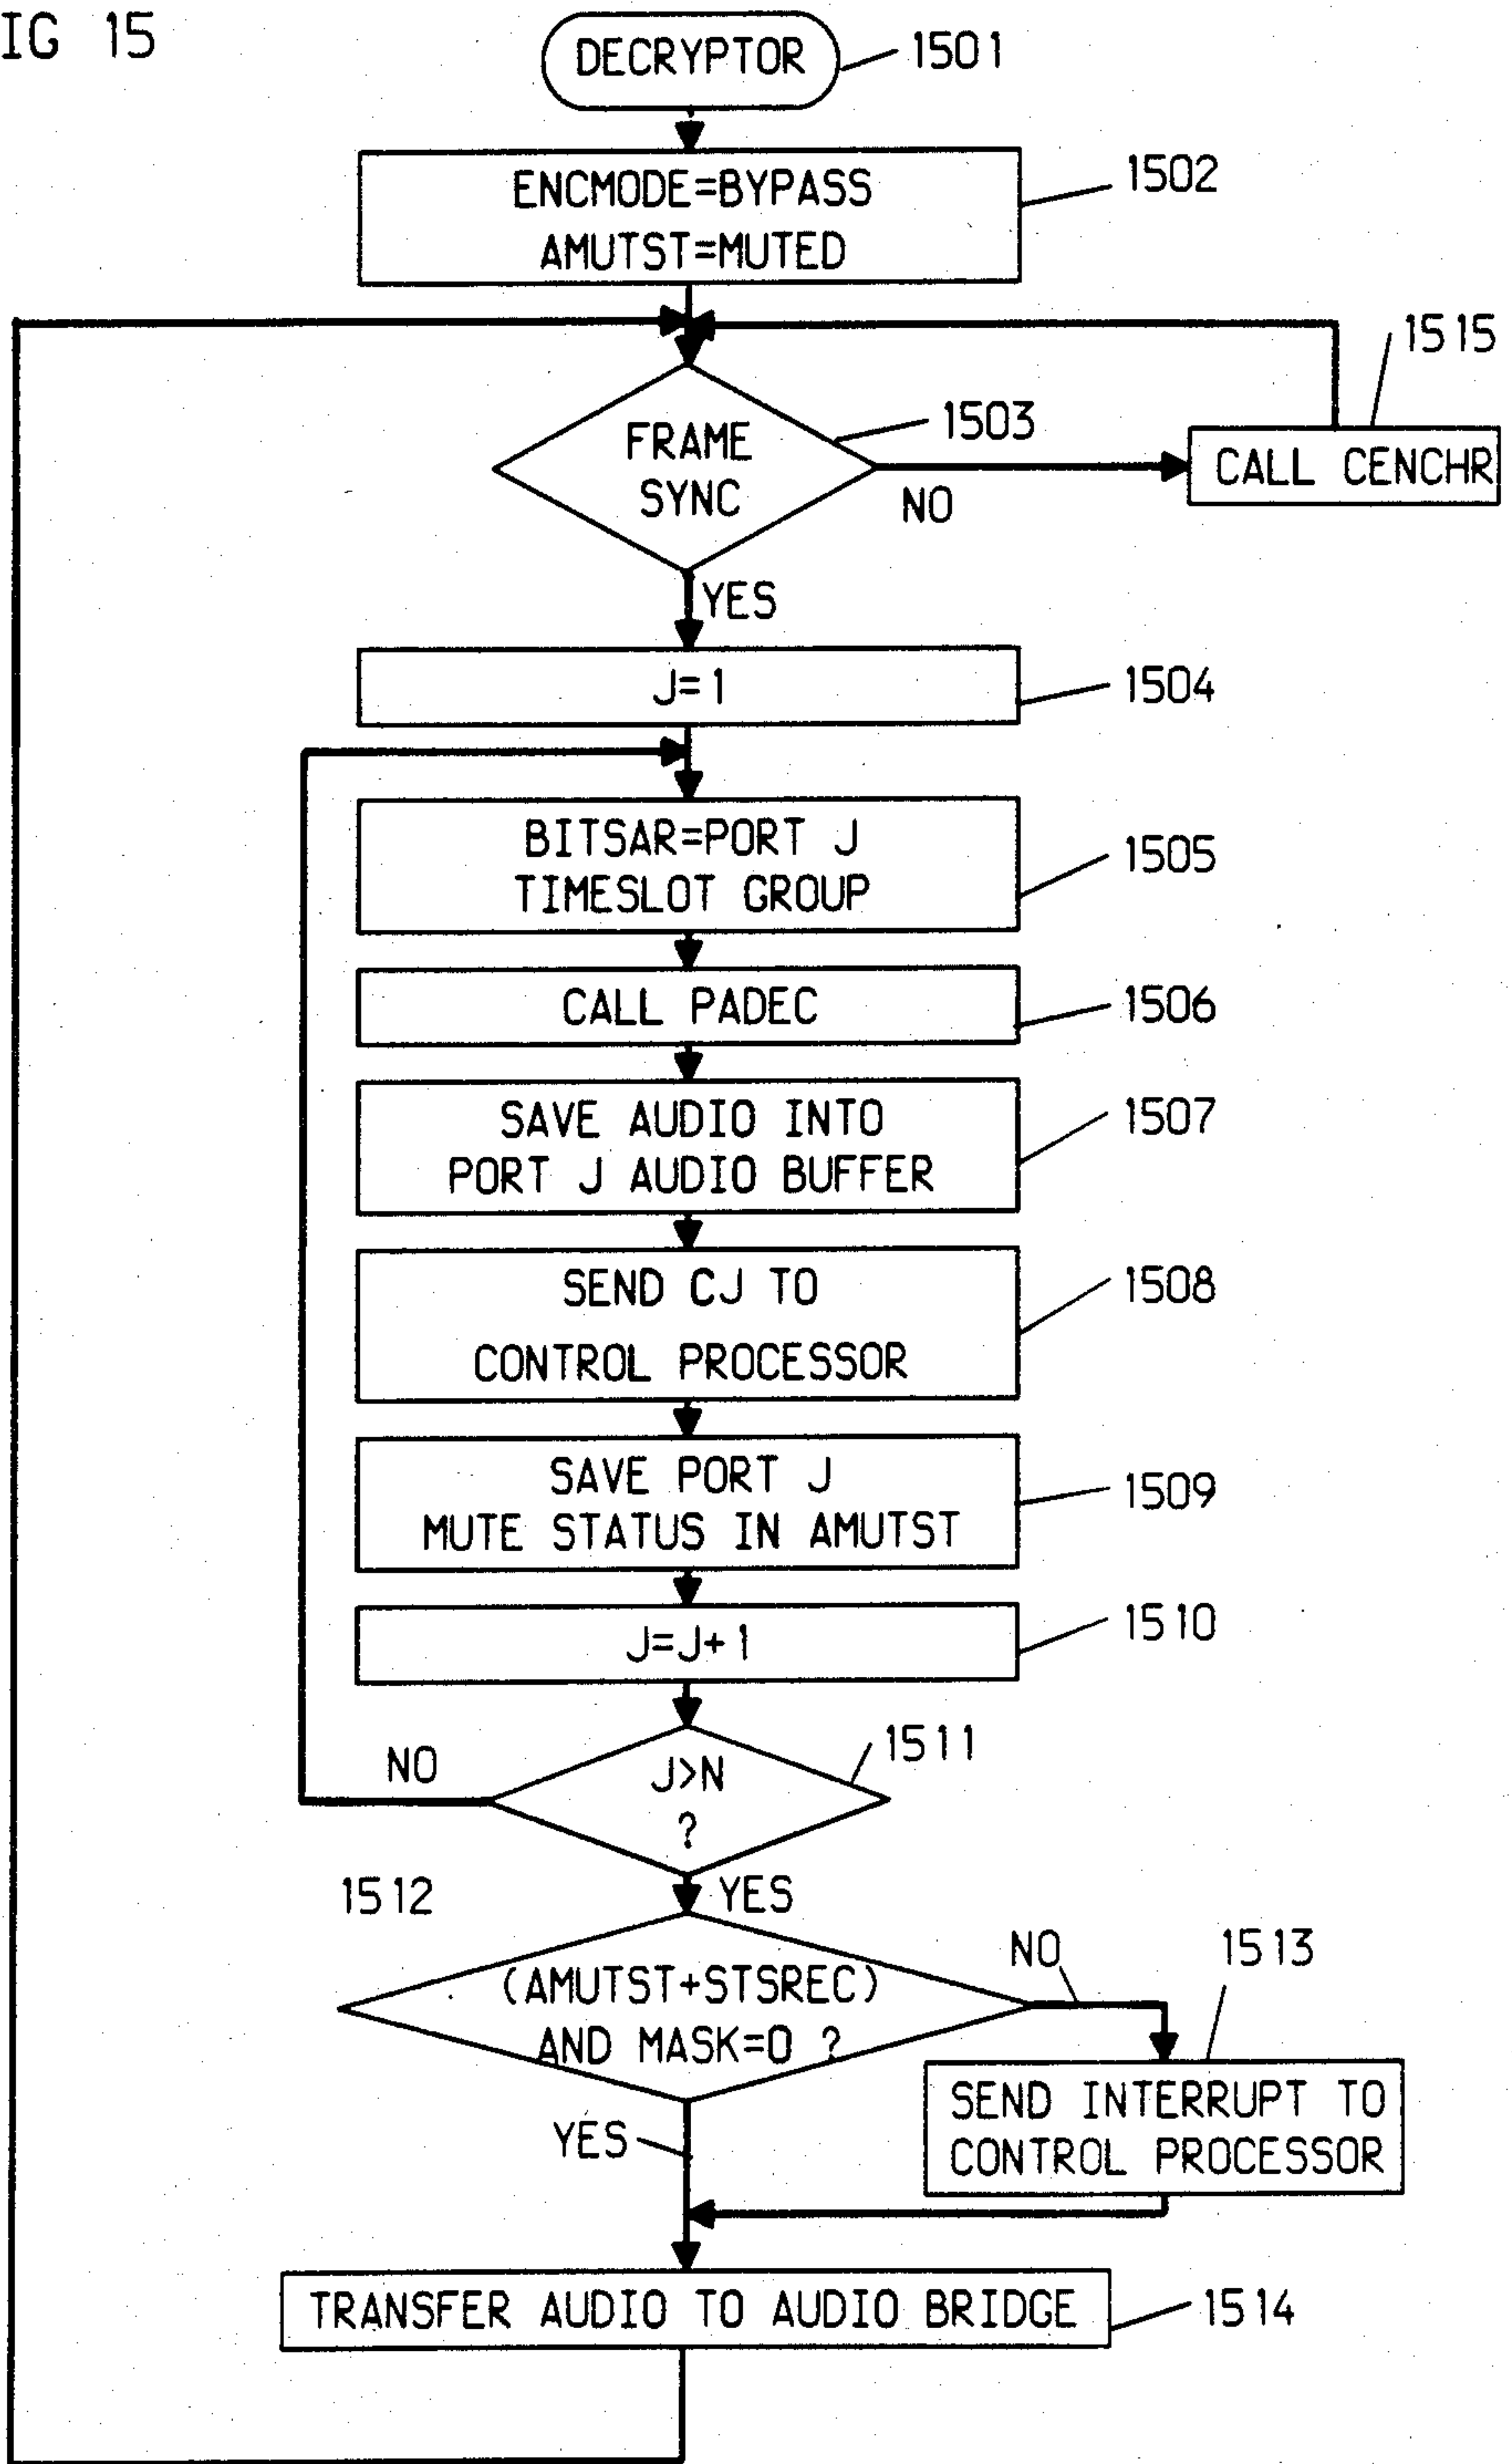 IG 15
DECRYPTOR
1501
ENCMODE=BYPASS
AMUTST=MUTED
1502
1515
FRAME
SYNC
1503
NO
CALL CENCHR
YES
J=1
1504
BITSAR=PORT J
TIMESLOT GROUP
1505
CALL PADEC
1506
SAVE AUDIO INTO
PORT J AUDIO BUFFER
1507
SEND CJ TO
CONTROL PROCESSOR
1508
SAVE PORT J
MUTE STATUS IN AMUTST
1509
J=J+1
1510
NO
J>N
?
1511
1512
YES
(AMUTST+STSREC)
AND MASK=0 ?
NO
1513
YES
SEND INTERRUPT TO
CONTROL PROCESSOR
TRANSFER AUDIO TO AUDIO BRIDGE
1514